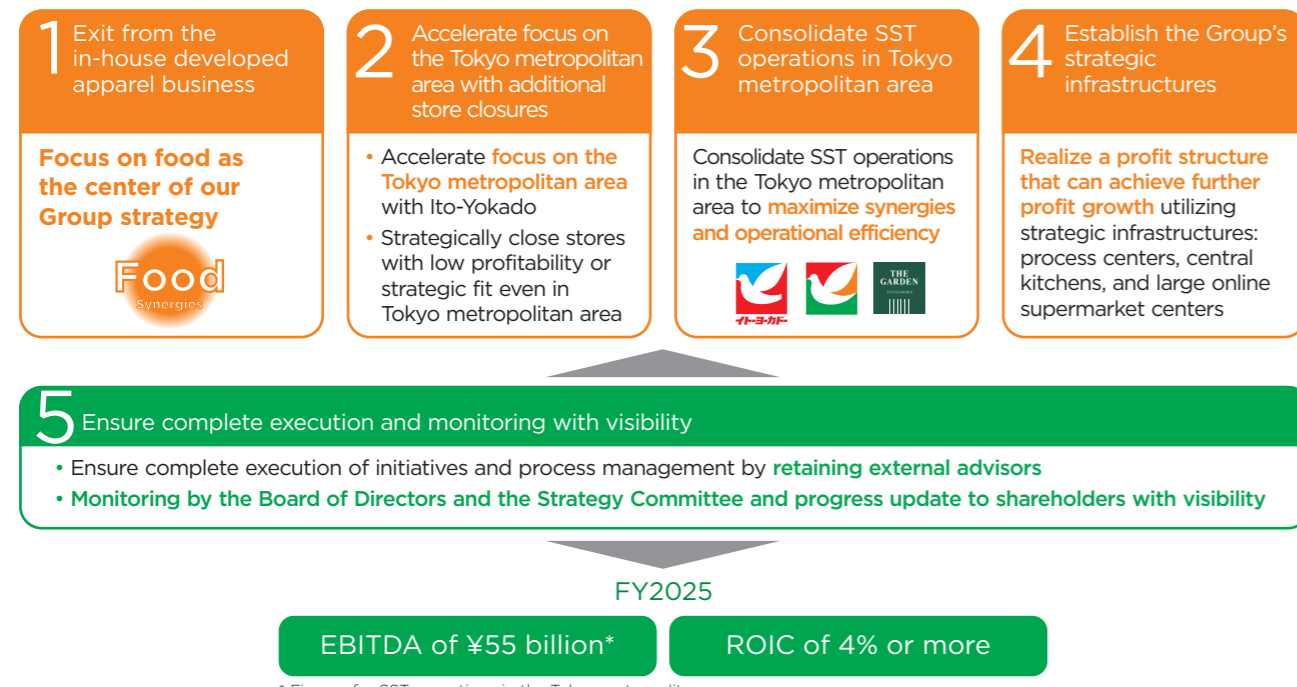 1 Exit from the
in-house developed
apparel business
Focus on food as
the center of our
Group strategy
Food
Synergies
2 Accelerate focus on
the Tokyo metropolitan
area with additional
store closures
• Accelerate focus on the
Tokyo metropolitan area
with Ito-Yokado
• Strategically close stores
with low profitability or
strategic fit even in
Tokyo metropolitan area
3 Consolidate SST
operations in Tokyo
metropolitan area
Consolidate SST operations
in the Tokyo metropolitan
area to maximize synergies
and operational efficiency
イトーヨーカドー
THE
GARDEN
4 Establish the Group's
strategic
infrastructures
Realize a profit structure
that can achieve further
profit growth utilizing
strategic infrastructures:
process centers, central
kitchens, and large online
supermarket centers
5 Ensure complete execution and monitoring with visibility
• Ensure complete execution of initiatives and process management by retaining external advisors
• Monitoring by the Board of Directors and the Strategy Committee and progress update to shareholders with visibility
FY2025
EBITDA of ¥55 billion*
ROIC of 4% or more